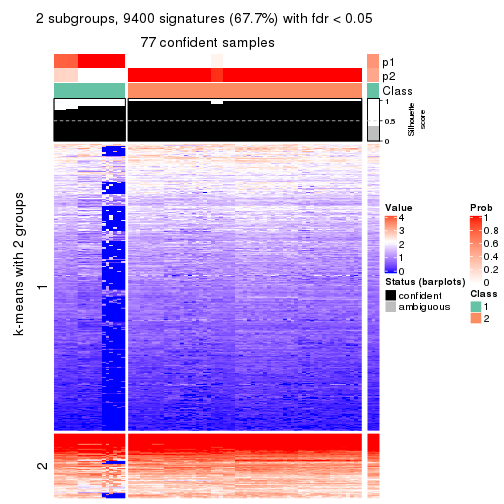 2 subgroups, 9400 signatures (67.7%) with fdr < 0.05
77 confident samples
p1
p2
Class
1
0.5
0
Silhouette
score
k-means with 2 groups
1
2
Value
4
3
2
1
0
Prob
1
0.8
0.6
0.4
0.2
0
Status (barplots)
confident
ambiguous
Class
1
2